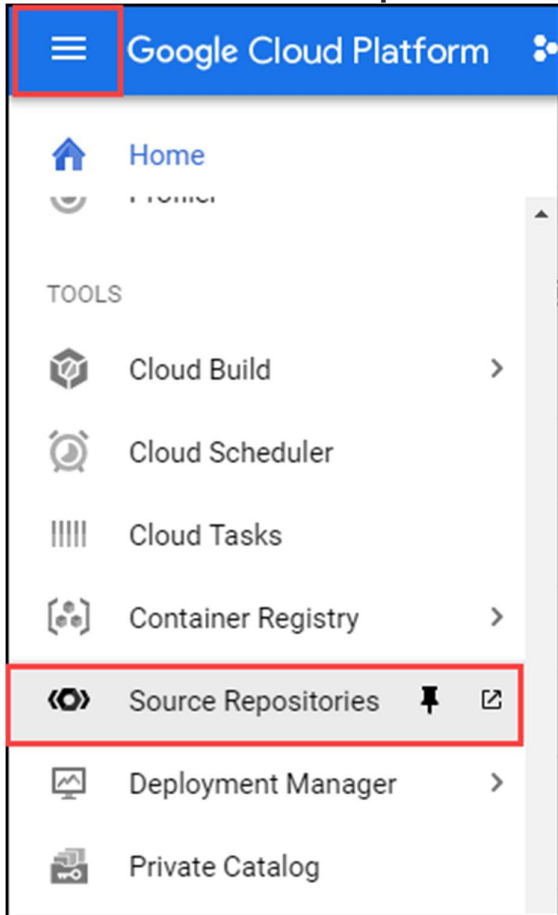 Google Cloud Platform
Home
Profiler
TOOLS
Cloud Build
Cloud Scheduler
Cloud Tasks
Container Registry
Source Repositories
Deployment Manager
Private Catalog